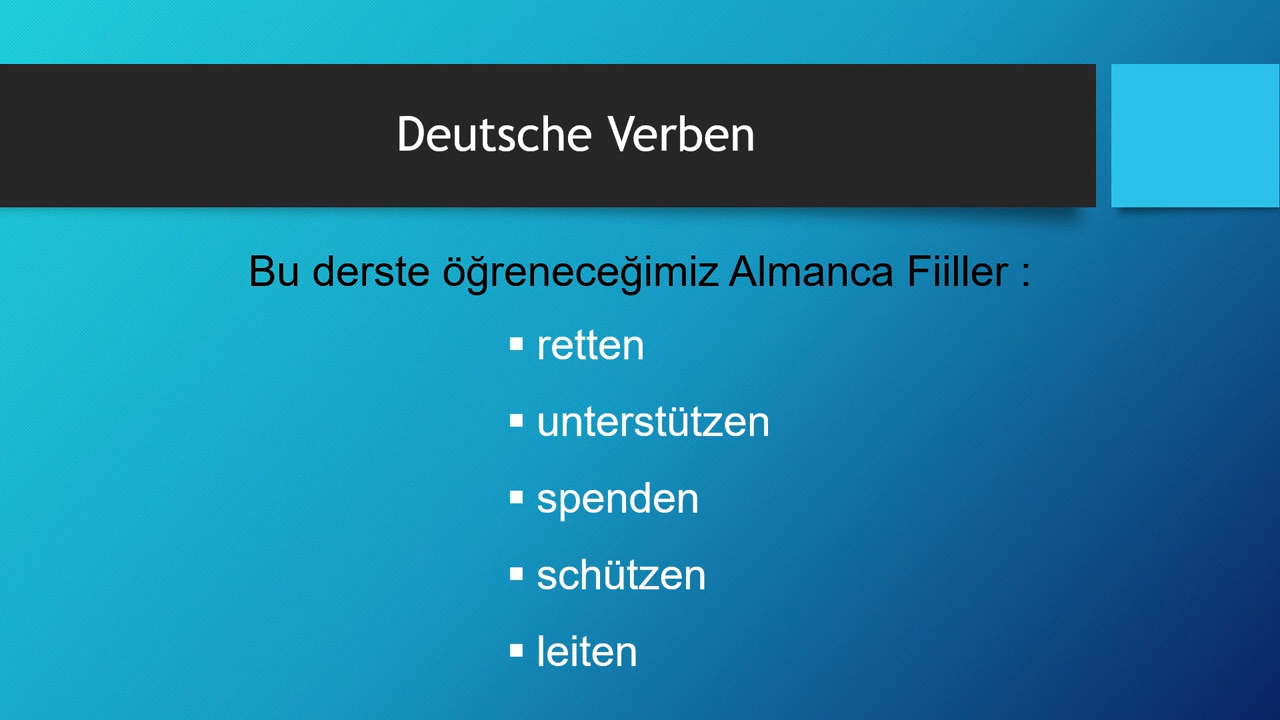 Deutsche Verben
Bu derste öğreneceğimiz Almanca Fiiller :
▪ retten
▪ unterstützen
▪ spenden
▪ schützen
▪ leiten